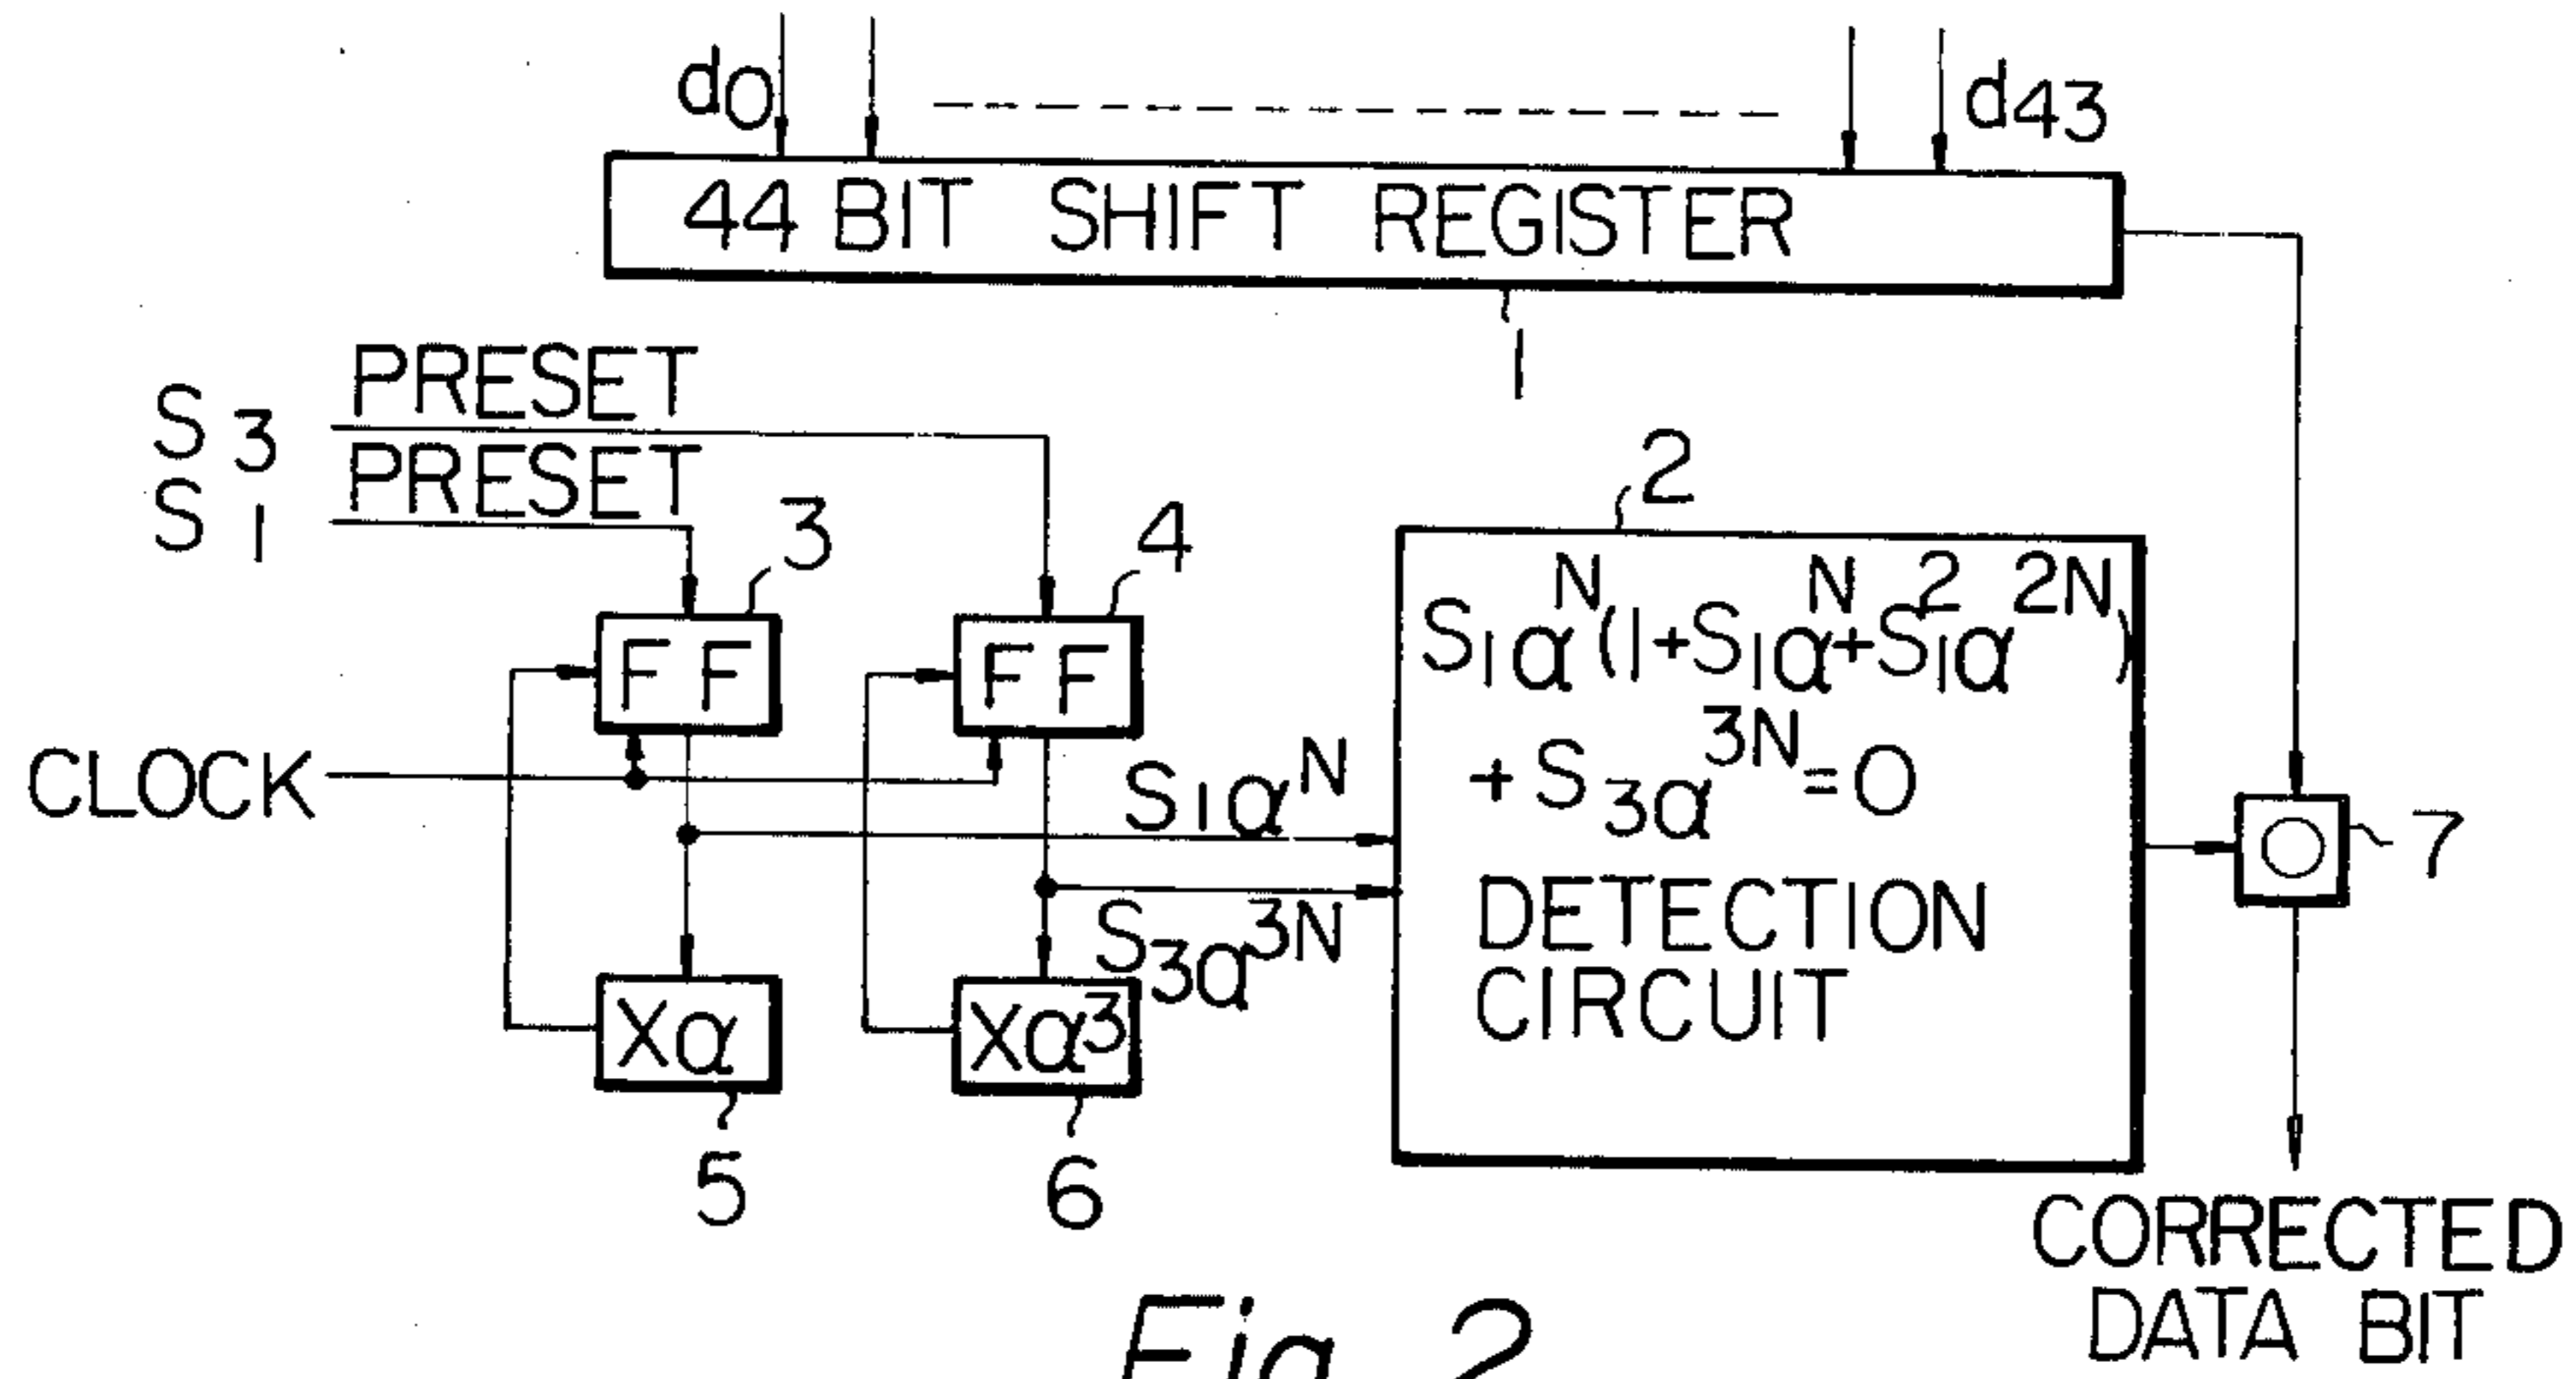 d0 d43
44 BIT SHIFT REGISTER
1
S3 PRESET
S1 PRESET
3
4
2
FF
FF
S1α^N(1+S1α^N+S1^2α^2N)
+S3α^3N=0
DETECTION
CIRCUIT
CLOCK
S1α^N
S3α^3N
7
Xα
Xα^3
5
6
CORRECTED
DATA BIT
Fig. 2